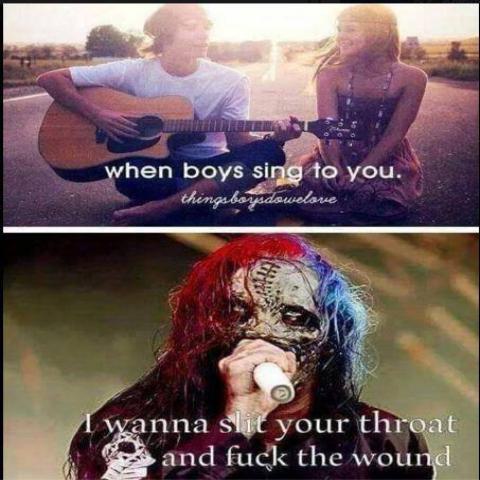 when boys sing to you.
thingsboysdowelove
I wanna slit your throat
and fuck the wound